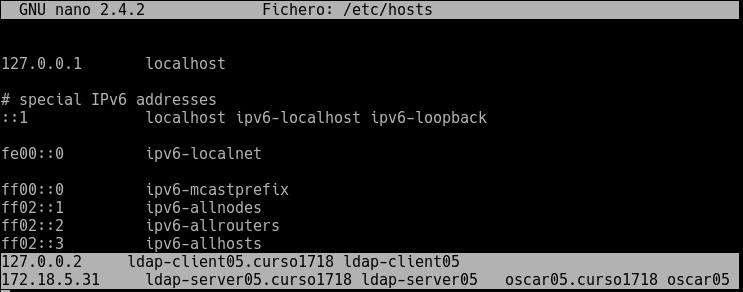 GNU nano 2.4.2 Fichero: /etc/hosts
127.0.0.1 localhost
# special IPv6 addresses
::1 localhost ipv6-localhost ipv6-loopback
fe00::0 ipv6-localnet
ff00::0 ipv6-mcastprefix
ff02::1 ipv6-allnodes
ff02::2 ipv6-allrouters
ff02::3 ipv6-allhosts
127.0.0.2 ldap-client05.curso1718 ldap-client05
172.18.5.31 ldap-server05.curso1718 ldap-server05 oscar05.curso1718 oscar05